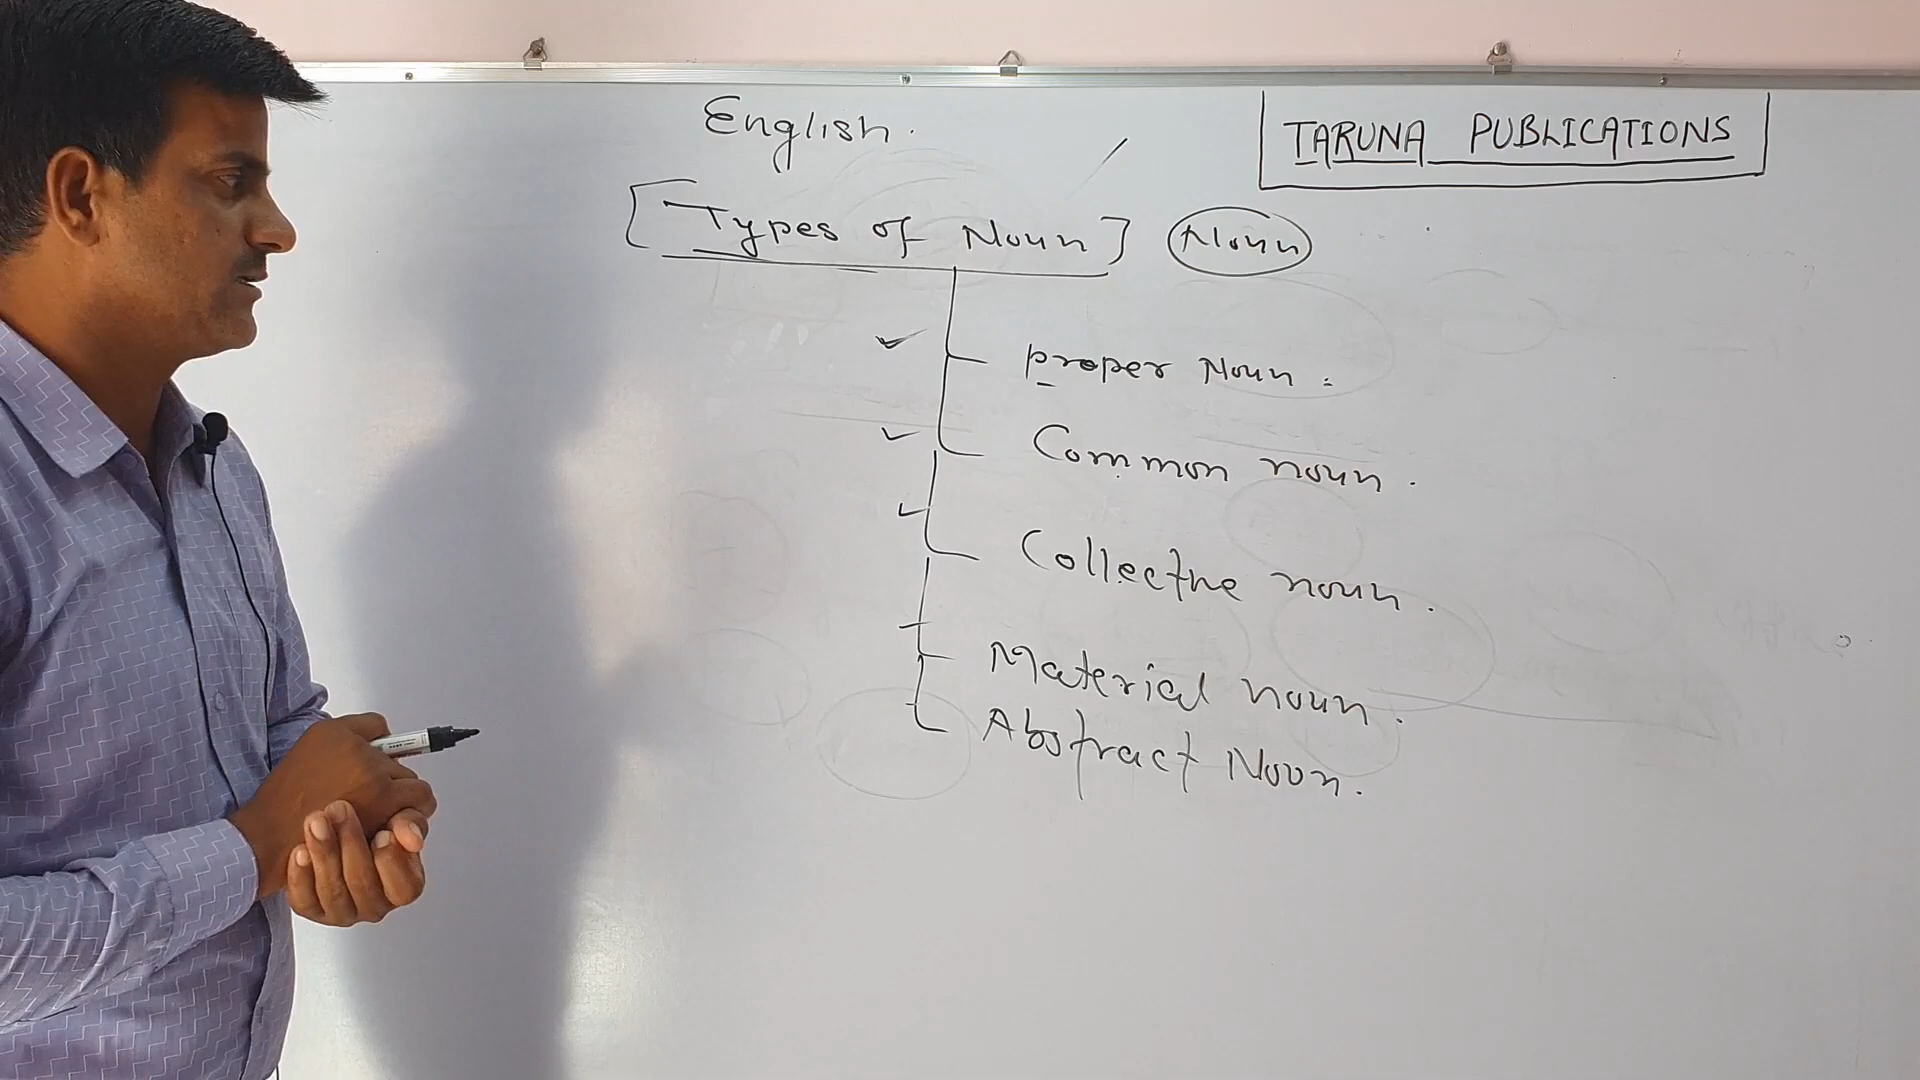 English.
TARUNA PUBLICATIONS
[Types of Noun] Noun
proper Noun :
Common noun.
Collective noun.
Material noun.
Abstract Noun.